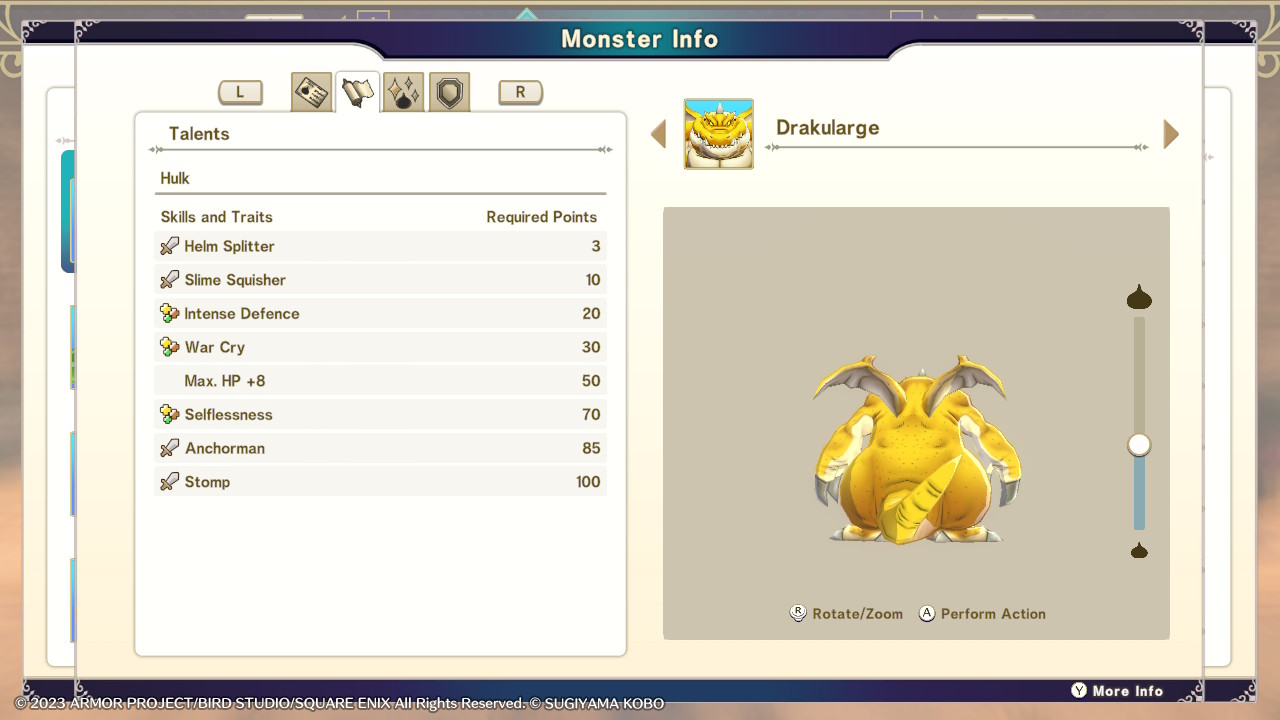 Monster Info
L
R
Talents
Hulk
Skills and Traits Required Points
Helm Splitter 3
Slime Squisher 10
Intense Defence 20
War Cry 30
Max. HP +8 50
Selflessness 70
Anchorman 85
Stomp 100
Drakularge
R Rotate/Zoom A Perform Action
Y More Info
© 2023 ARMOR PROJECT/BIRD STUDIO/SQUARE ENIX All Rights Reserved. © SUGIYAMA KOBO